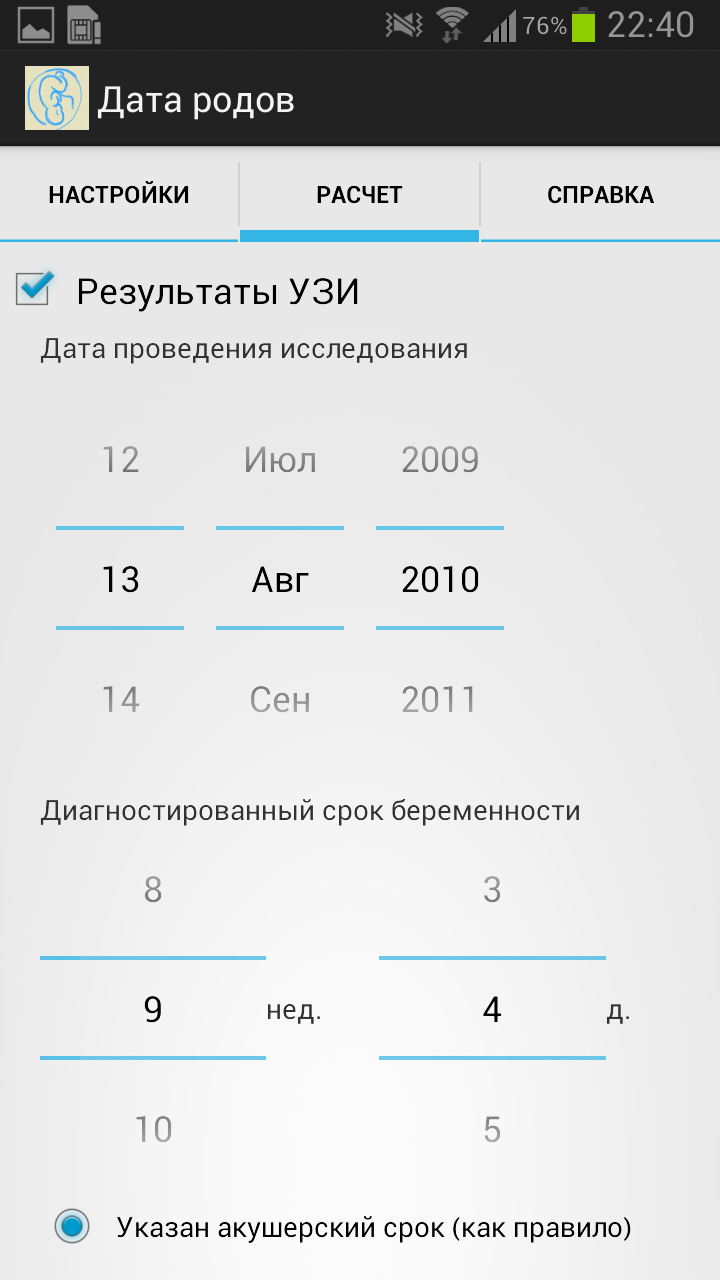 76% 22:40
Дата родов
НАСТРОЙКИ РАСЧЕТ СПРАВКА
Результаты УЗИ
Дата проведения исследования
12 Июл 2009
13 Авг 2010
14 Сен 2011
Диагностированный срок беременности
8 3
9 нед. 4 д.
10 5
Указан акушерский срок (как правило)